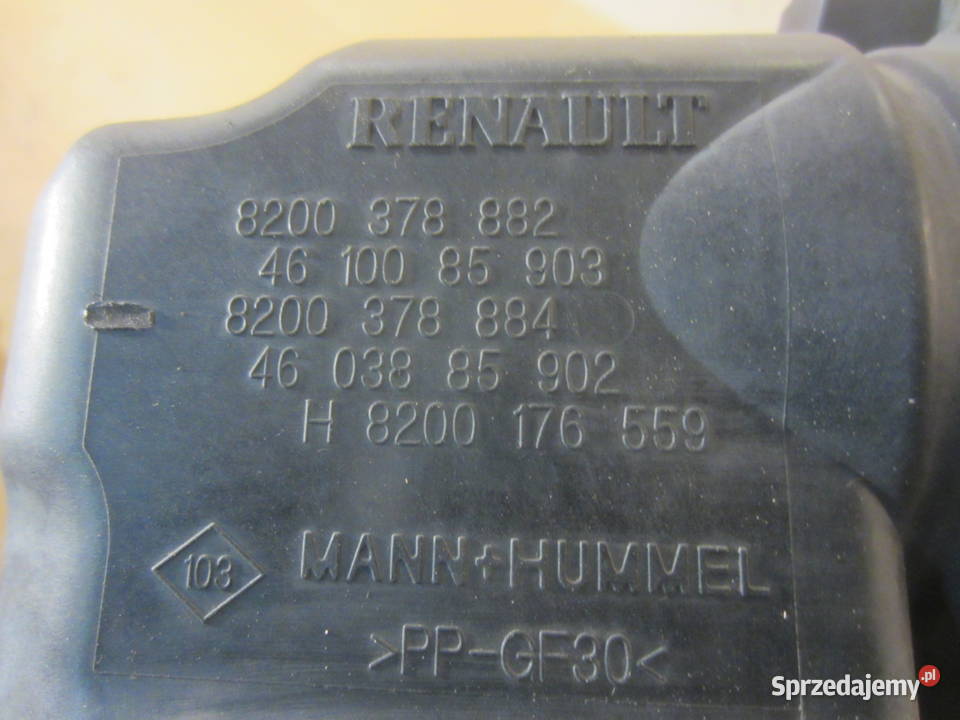 RENAULT
8200 378 882
46 100 85 903
8200 378 884
46 038 85 902
H 8200 176 559
103 MANN+HUMMEL
>PP-GF30<
Sprzedajemy.pl